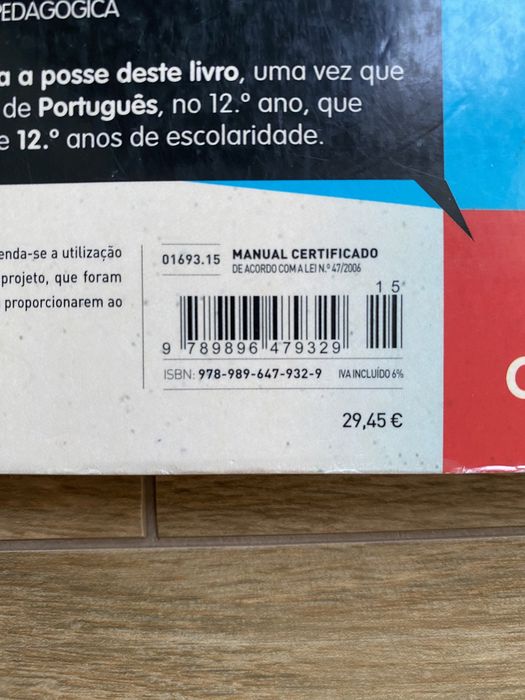 PEDAGÓGICA
a a posse deste livro, uma vez que
de Português, no 12.º ano, que
e 12.º anos de escolaridade.
enda-se a utilização
projeto, que foram
proporcionarem ao
01693.15
MANUAL CERTIFICADO
DE ACORDO COM A LEI N.º 47/2006
15
9 789896 479329
ISBN: 978-989-647-932-9
IVA INCLUÍDO 6%
29,45 €